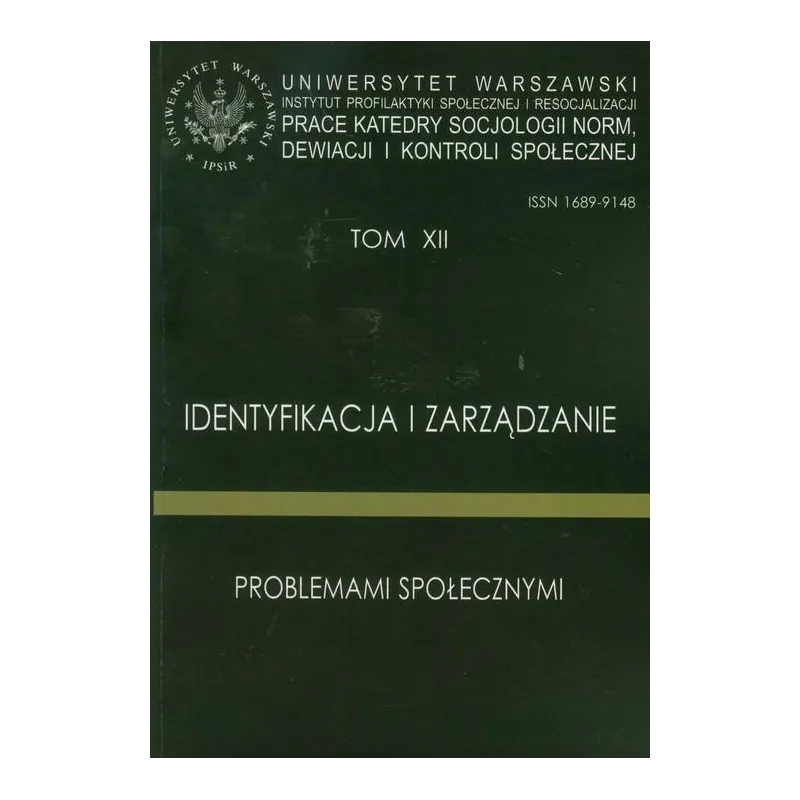 UNIWERSYTET WARSZAWSKI
IPSiR
UNIWERSYTET WARSZAWSKI
INSTYTUT PROFILAKTYKI SPOŁECZNEJ I RESOCJALIZACJI
PRACE KATEDRY SOCJOLOGII NORM,
DEWIACJI I KONTROLI SPOŁECZNEJ
ISSN 1689-9148
TOM XII
IDENTYFIKACJA I ZARZĄDZANIE
PROBLEMAMI SPOŁECZNYMI